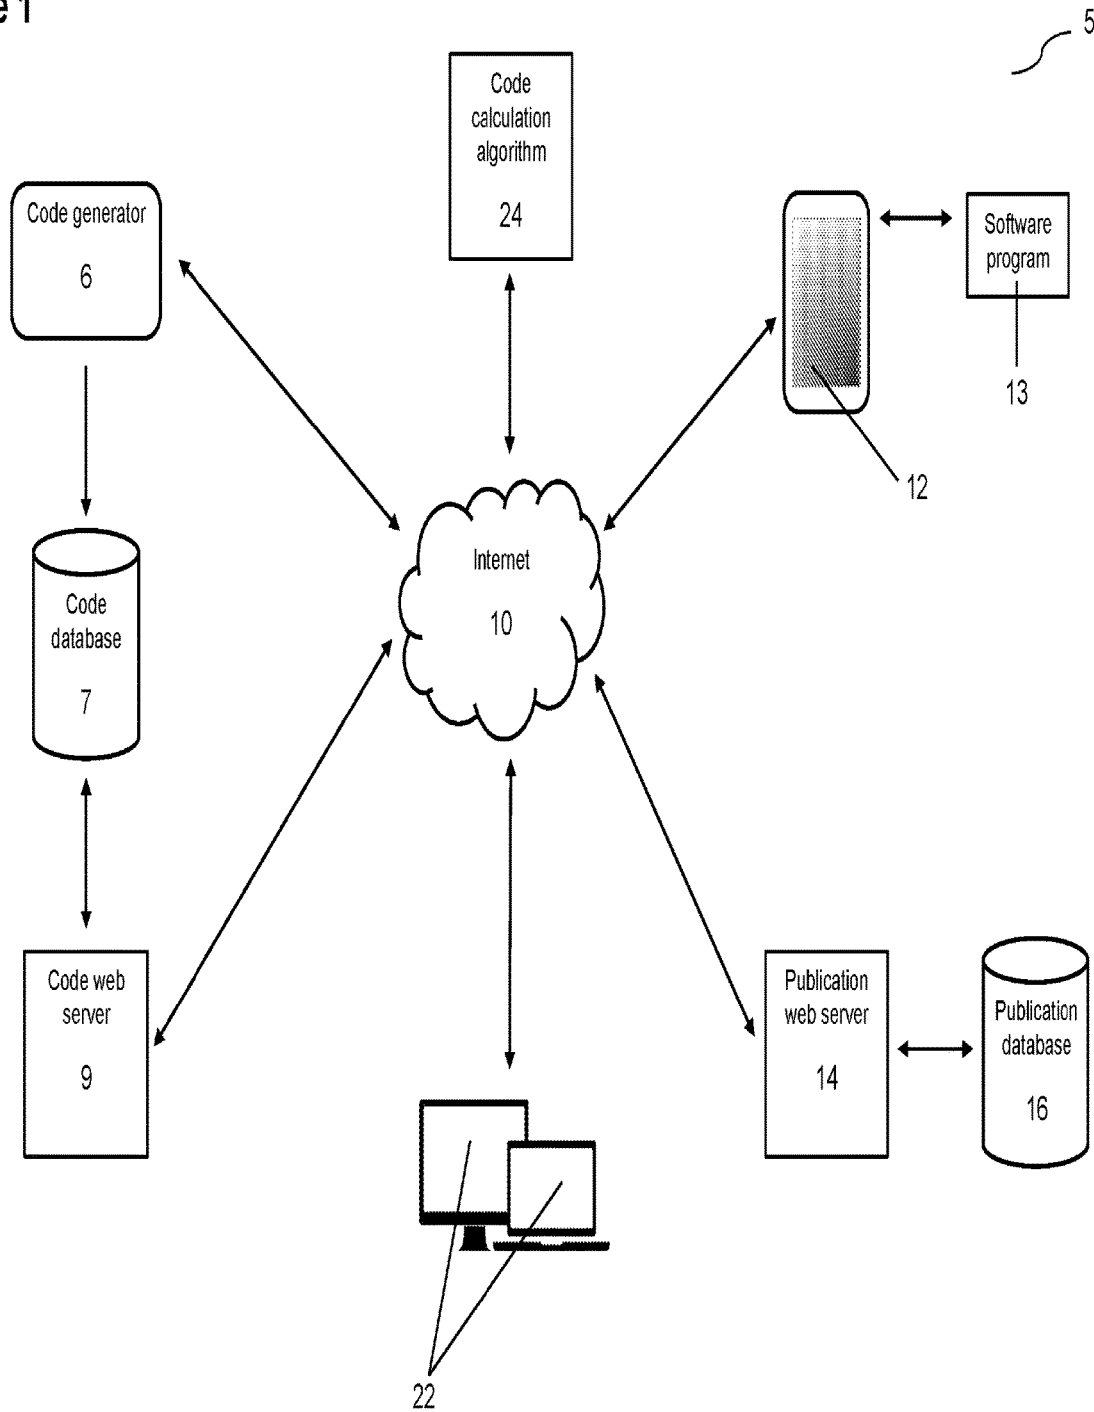 e 1
5
Code
calculation
algorithm
24
Code generator
6
Software
program
13
12
Internet
10
Code
database
7
Code web
server
9
Publication
web server
14
Publication
database
16
22